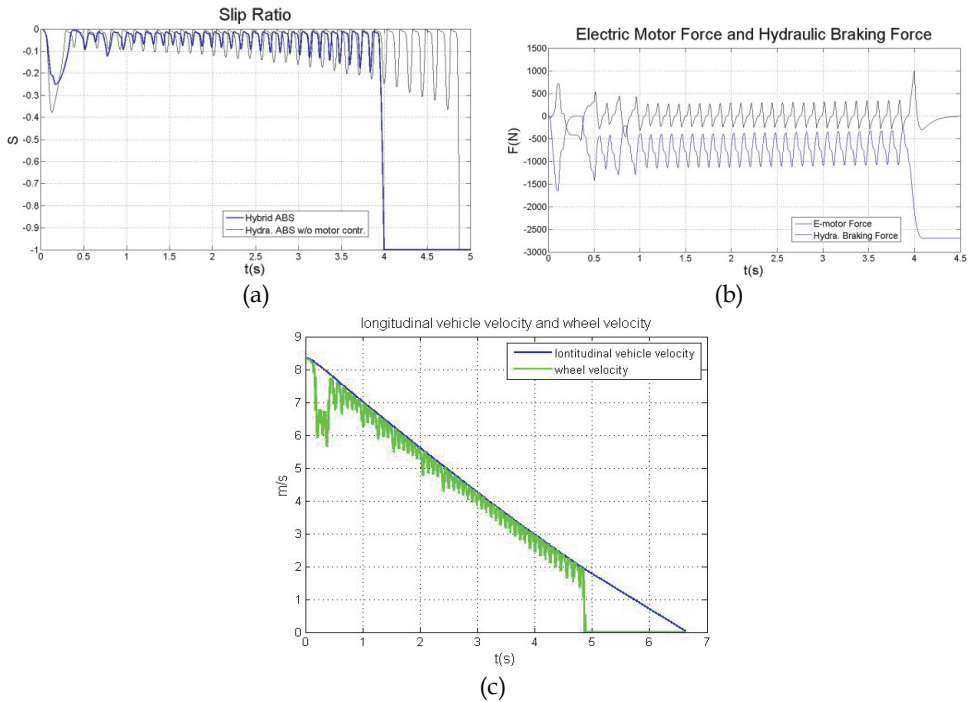 Slip Ratio
0
-0.1
-0.2
-0.3
-0.4
-0.5
-0.6
-0.7
-0.8
-0.9
-1
S
Hybrid ABS
Hydra. ABS w/o motor contr.
0 0.5 1 1.5 2 2.5 3 3.5 4 4.5 5
t(s)
(a)
Electric Motor Force and Hydraulic Braking Force
1500
1000
500
0
-500
-1000
-1500
-2000
-2500
-3000
F(N)
E-motor Force
Hydra. Braking Force
0 0.5 1 1.5 2 2.5 3 3.5 4 4.5
t(s)
(b)
longitudinal vehicle velocity and wheel velocity
9
8
7
6
5
4
3
2
1
0
m/s
lontitudinal vehicle velocity
wheel velocity
0 1 2 3 4 5 6 7
t(s)
(c)